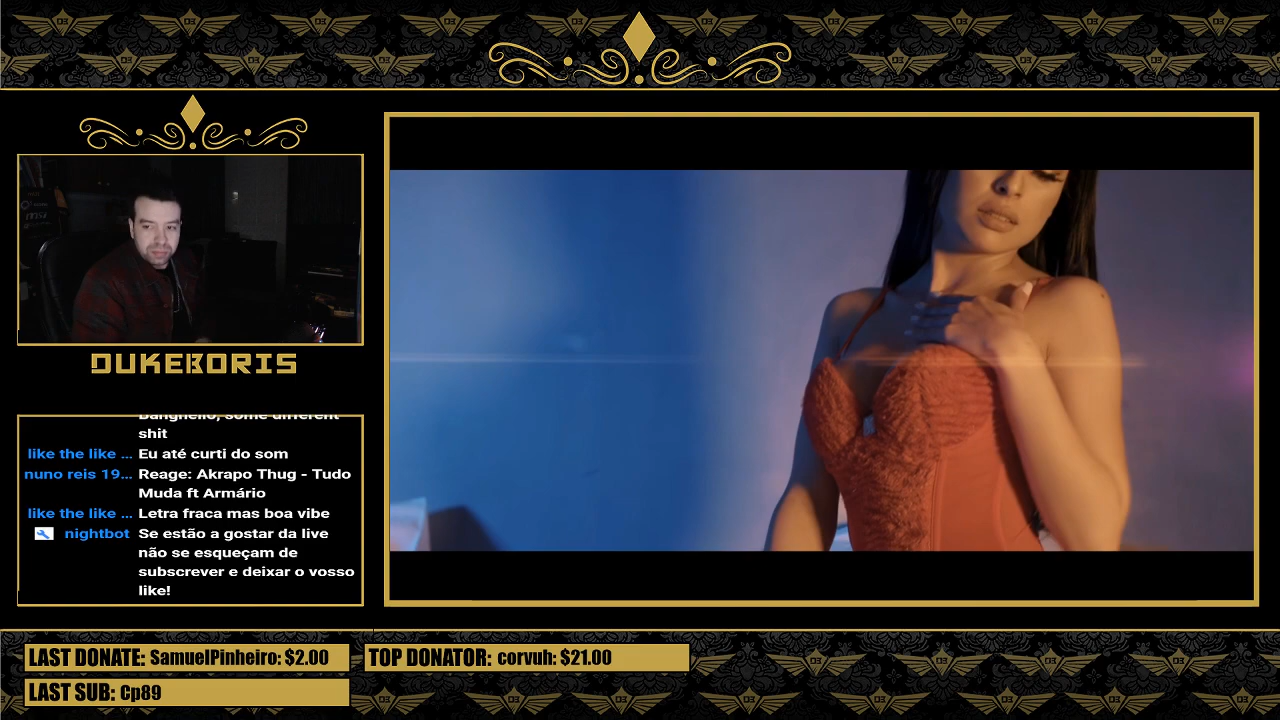 DUKEBORIS
shit
like the like ... Eu até curti do som
nuno reis 19... Reage: Akrapo Thug - Tudo
Muda ft Armário
like the like ... Letra fraca mas boa vibe
nightbot Se estão a gostar da live
não se esqueçam de
subscrever e deixar o vosso
like!
LAST DONATE: SamuelPinheiro: $2.00
TOP DONATOR: corvuh: $21.00
LAST SUB: Cp89